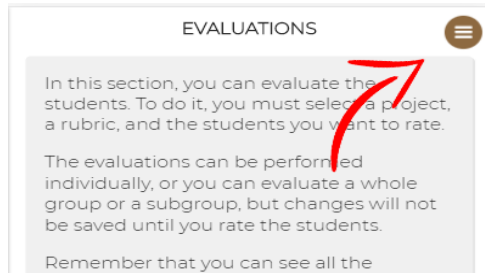 EVALUATIONS
In this section, you can evaluate the
students. To do it, you must select a project,
a rubric, and the students you want to rate.
The evaluations can be performed
individually, or you can evaluate a whole
group or a subgroup, but changes will not
be saved until you rate the students.
Remember that you can see all the